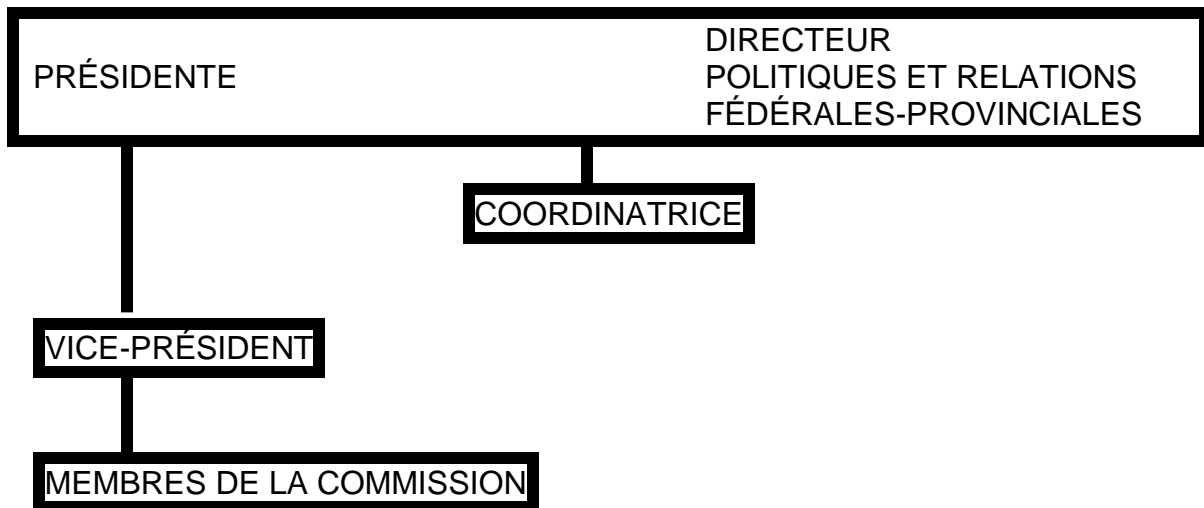 PRÉSIDENTE
DIRECTEUR
POLITIQUES ET RELATIONS
FÉDÉRALES-PROVINCIALES
COORDINATRICE
VICE-PRÉSIDENT
MEMBRES DE LA COMMISSION